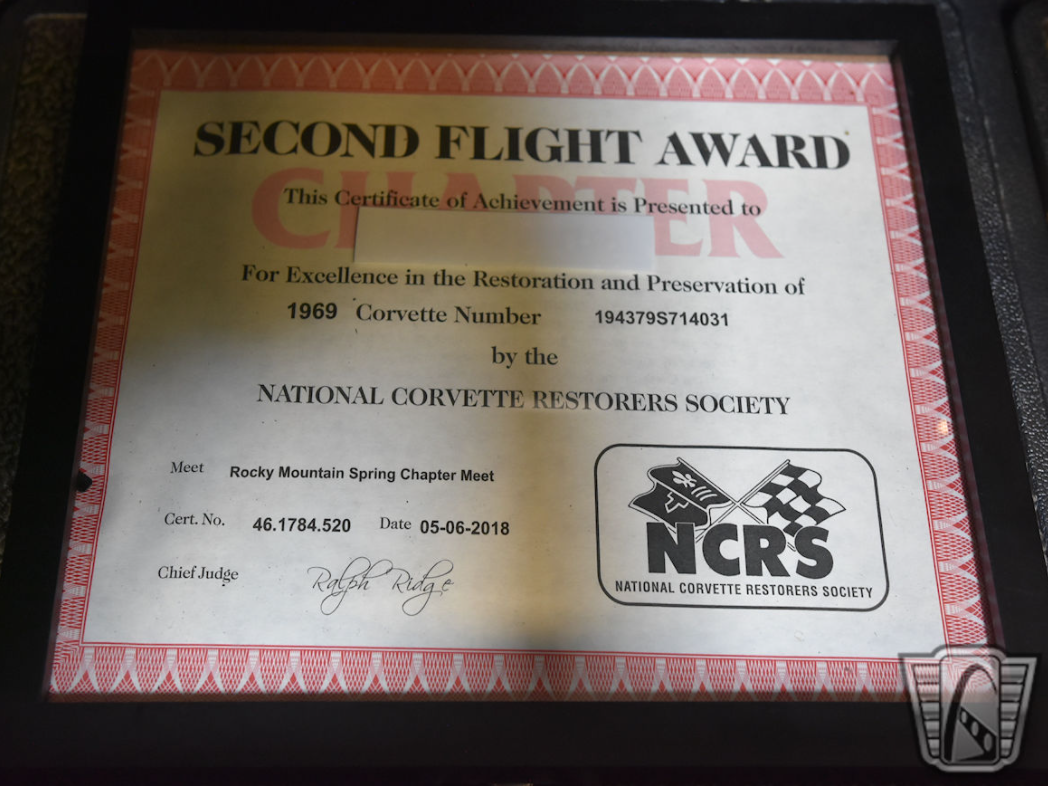 SECOND FLIGHT AWARD
CHAPTER
This Certificate of Achievement is Presented to
For Excellence in the Restoration and Preservation of
1969 Corvette Number 194379S714031
by the
NATIONAL CORVETTE RESTORERS SOCIETY
Meet Rocky Mountain Spring Chapter Meet
Cert. No. 46.1784.520 Date 05-06-2018
Chief Judge Ralph Ridge
NCRS
NATIONAL CORVETTE RESTORERS SOCIETY